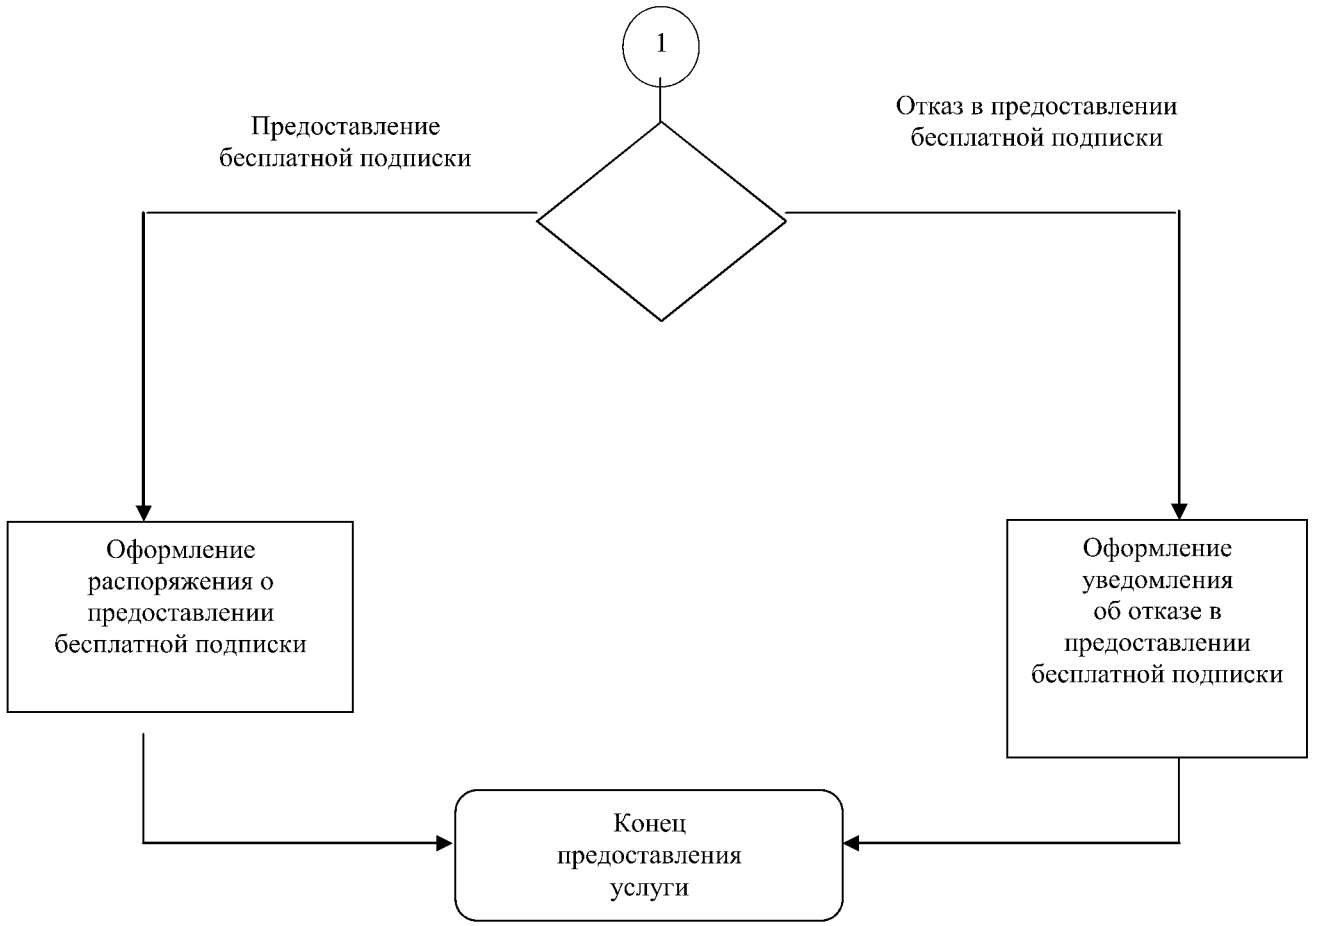 1
Предоставление
бесплатной подписки
Отказ в предоставлении
бесплатной подписки
Оформление
распоряжения о
предоставлении
бесплатной подписки
Оформление
уведомления
об отказе в
предоставлении
бесплатной подписки
Конец
предоставления
услуги